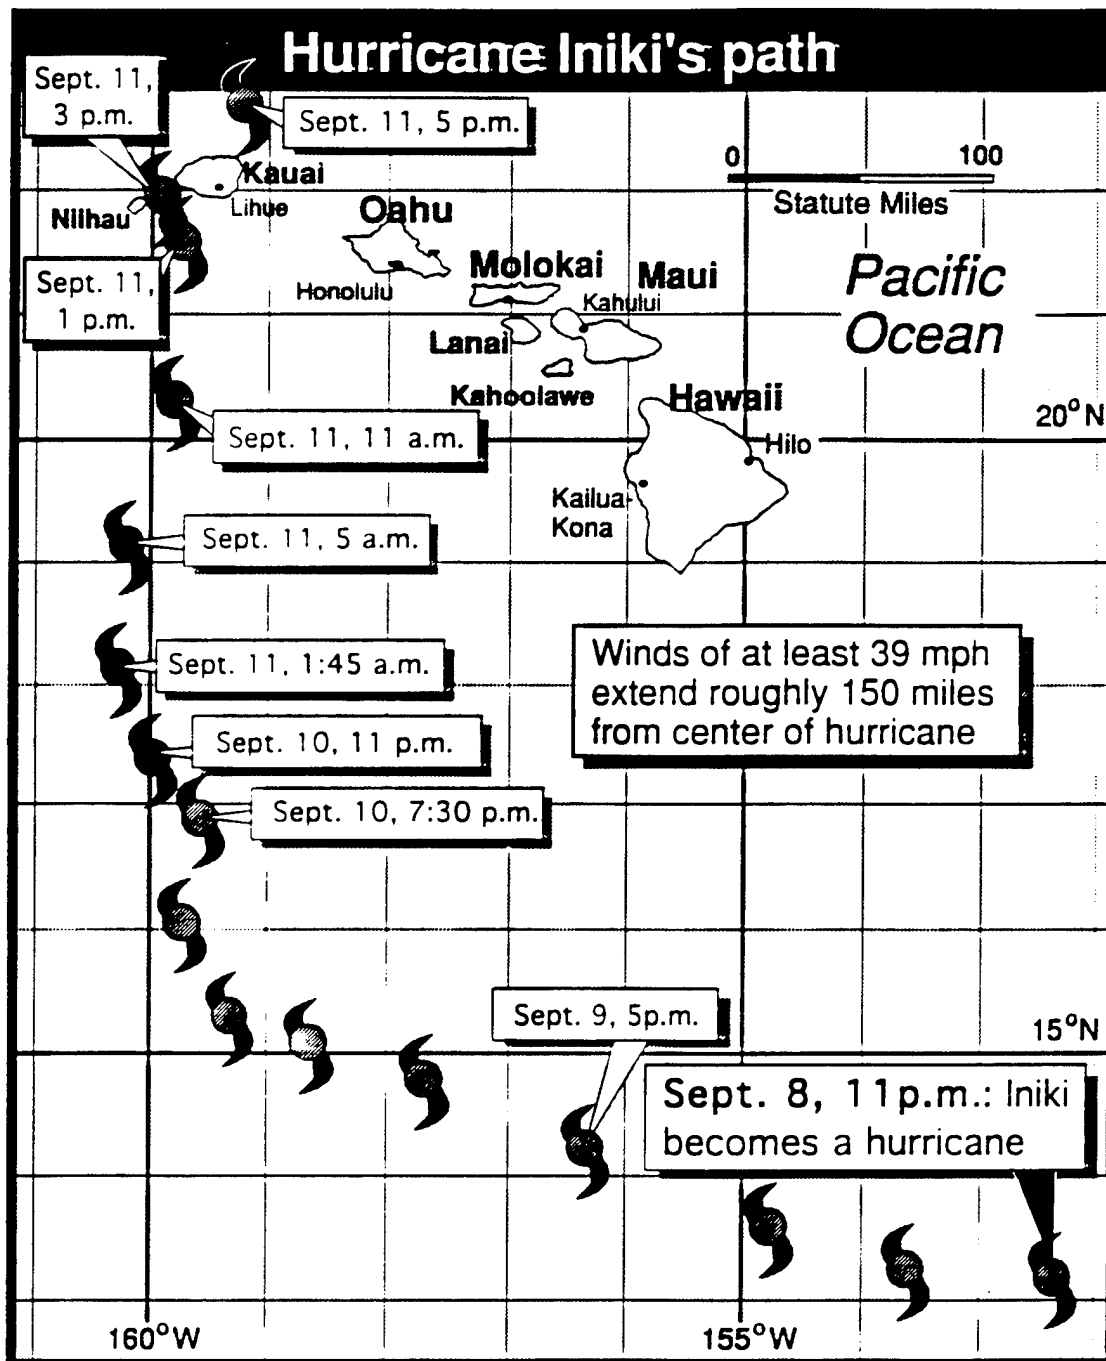 Hurricane Iniki's path
Sept. 11,
3 p.m.
Sept. 11, 5 p.m.
0 100
Statute Miles
Kauai
Lihue
Niihau
Oahu
Honolulu
Molokai
Maui
Kahului
Lanai
Kahoolawe
Pacific
Ocean
Sept. 11,
1 p.m.
Hawaii
20°N
Sept. 11, 11 a.m.
Hilo
Kailua-
Kona
Sept. 11, 5 a.m.
Sept. 11, 1:45 a.m.
Winds of at least 39 mph
extend roughly 150 miles
from center of hurricane
Sept. 10, 11 p.m.
Sept. 10, 7:30 p.m.
Sept. 9, 5p.m.
15°N
Sept. 8, 11p.m.: Iniki
becomes a hurricane
160°W
155°W